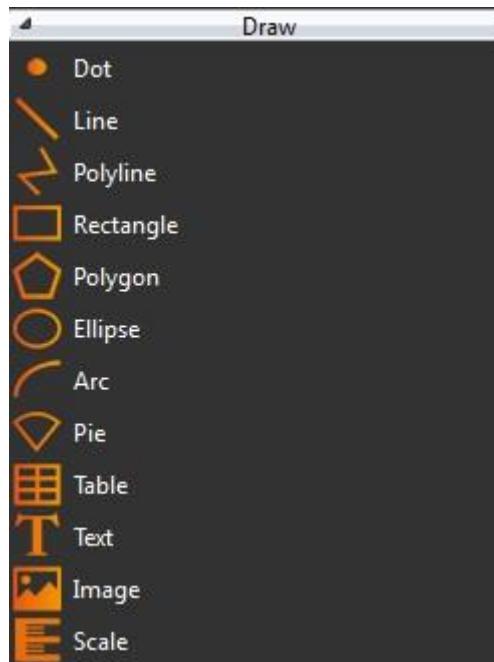 Draw
Dot
Line
Polyline
Rectangle
Polygon
Ellipse
Arc
Pie
Table
Text
Image
Scale